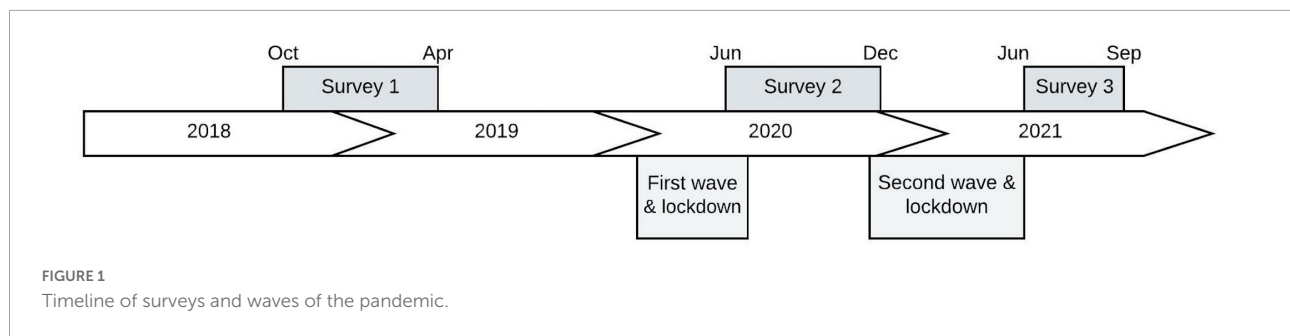 Oct Apr Jun Dec Jun Sep
Survey 1 Survey 2 Survey 3
2018 2019 2020 2021
First wave
& lockdown
Second wave &
lockdown
FIGURE 1
Timeline of surveys and waves of the pandemic.